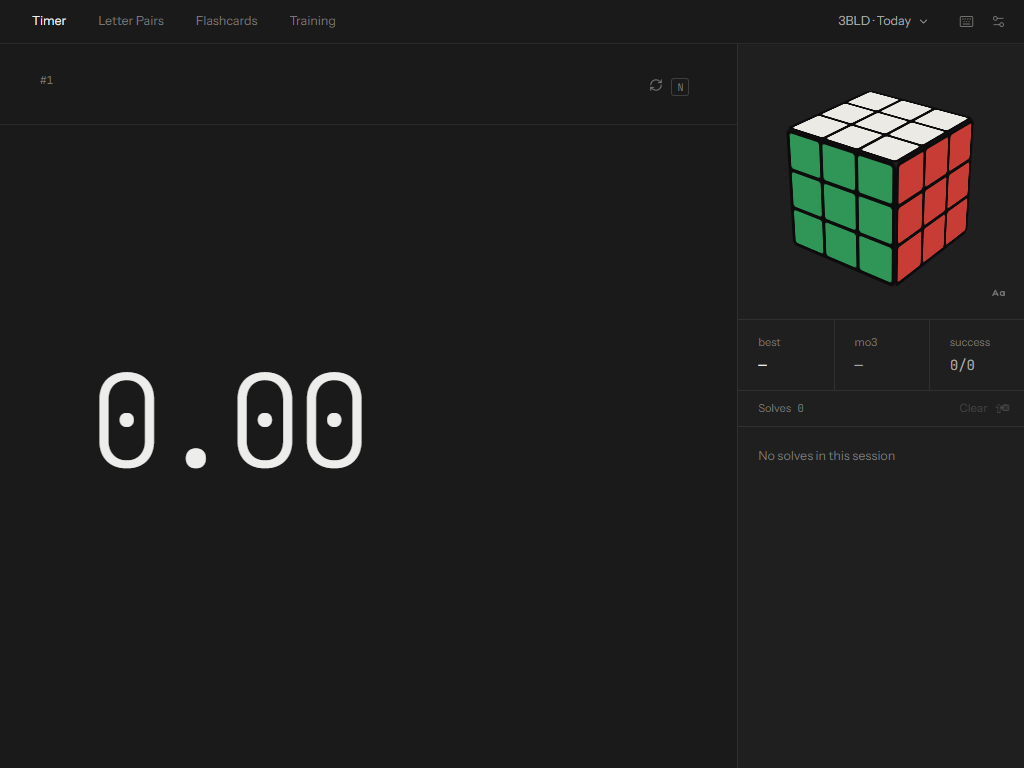 Timer Letter Pairs Flashcards Training 3BLD · Today
#1 N
0.00
Aa
best mo3 success
– – 0/0
Solves 0 Clear
No solves in this session